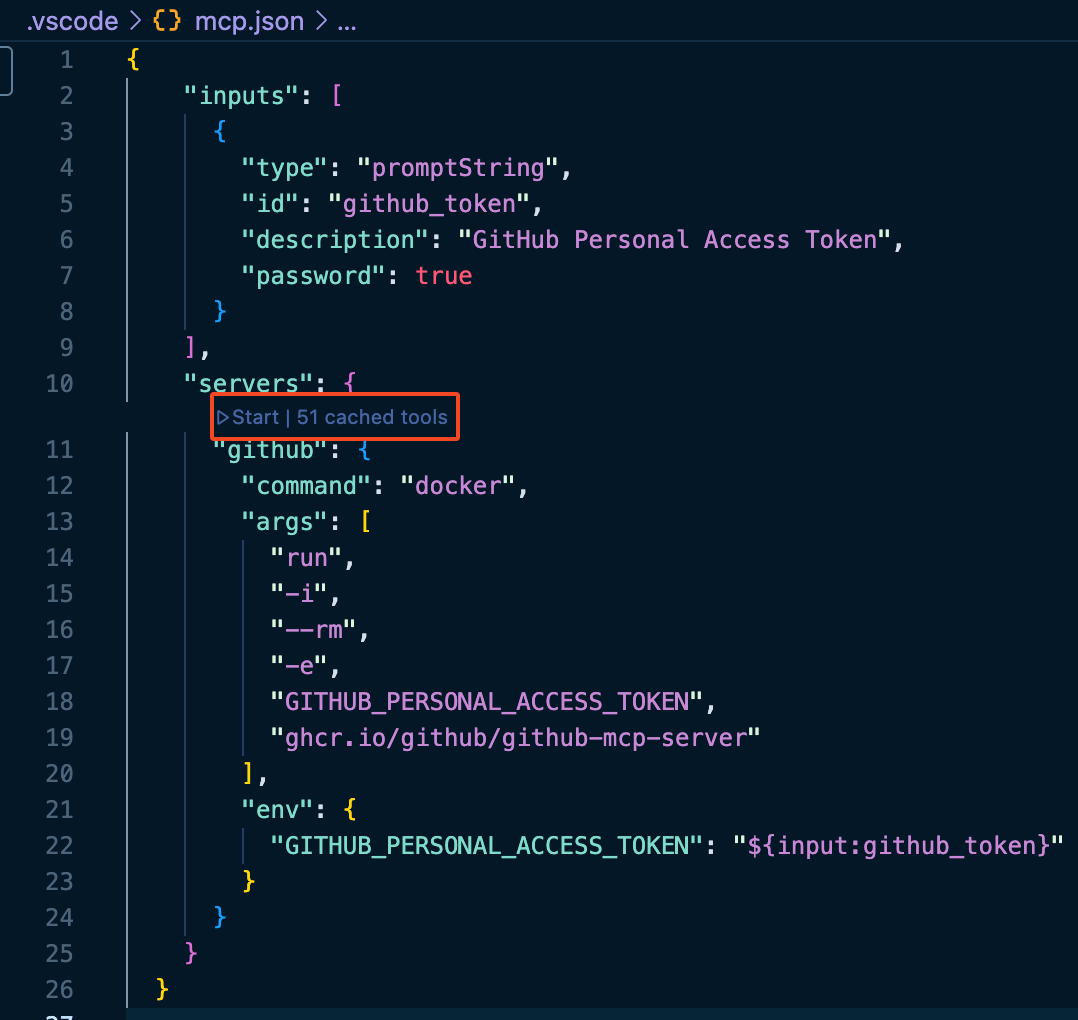 .vscode > {} mcp.json > ...
1 {
2 "inputs": [
3 {
4 "type": "promptString",
5 "id": "github_token",
6 "description": "GitHub Personal Access Token",
7 "password": true
8 }
9 ],
10 "servers": {
▷Start | 51 cached tools
11 "github": {
12 "command": "docker",
13 "args": [
14 "run",
15 "-i",
16 "--rm",
17 "-e",
18 "GITHUB_PERSONAL_ACCESS_TOKEN",
19 "ghcr.io/github/github-mcp-server"
20 ],
21 "env": {
22 "GITHUB_PERSONAL_ACCESS_TOKEN": "${input:github_token}"
23 }
24 }
25 }
26 }
27